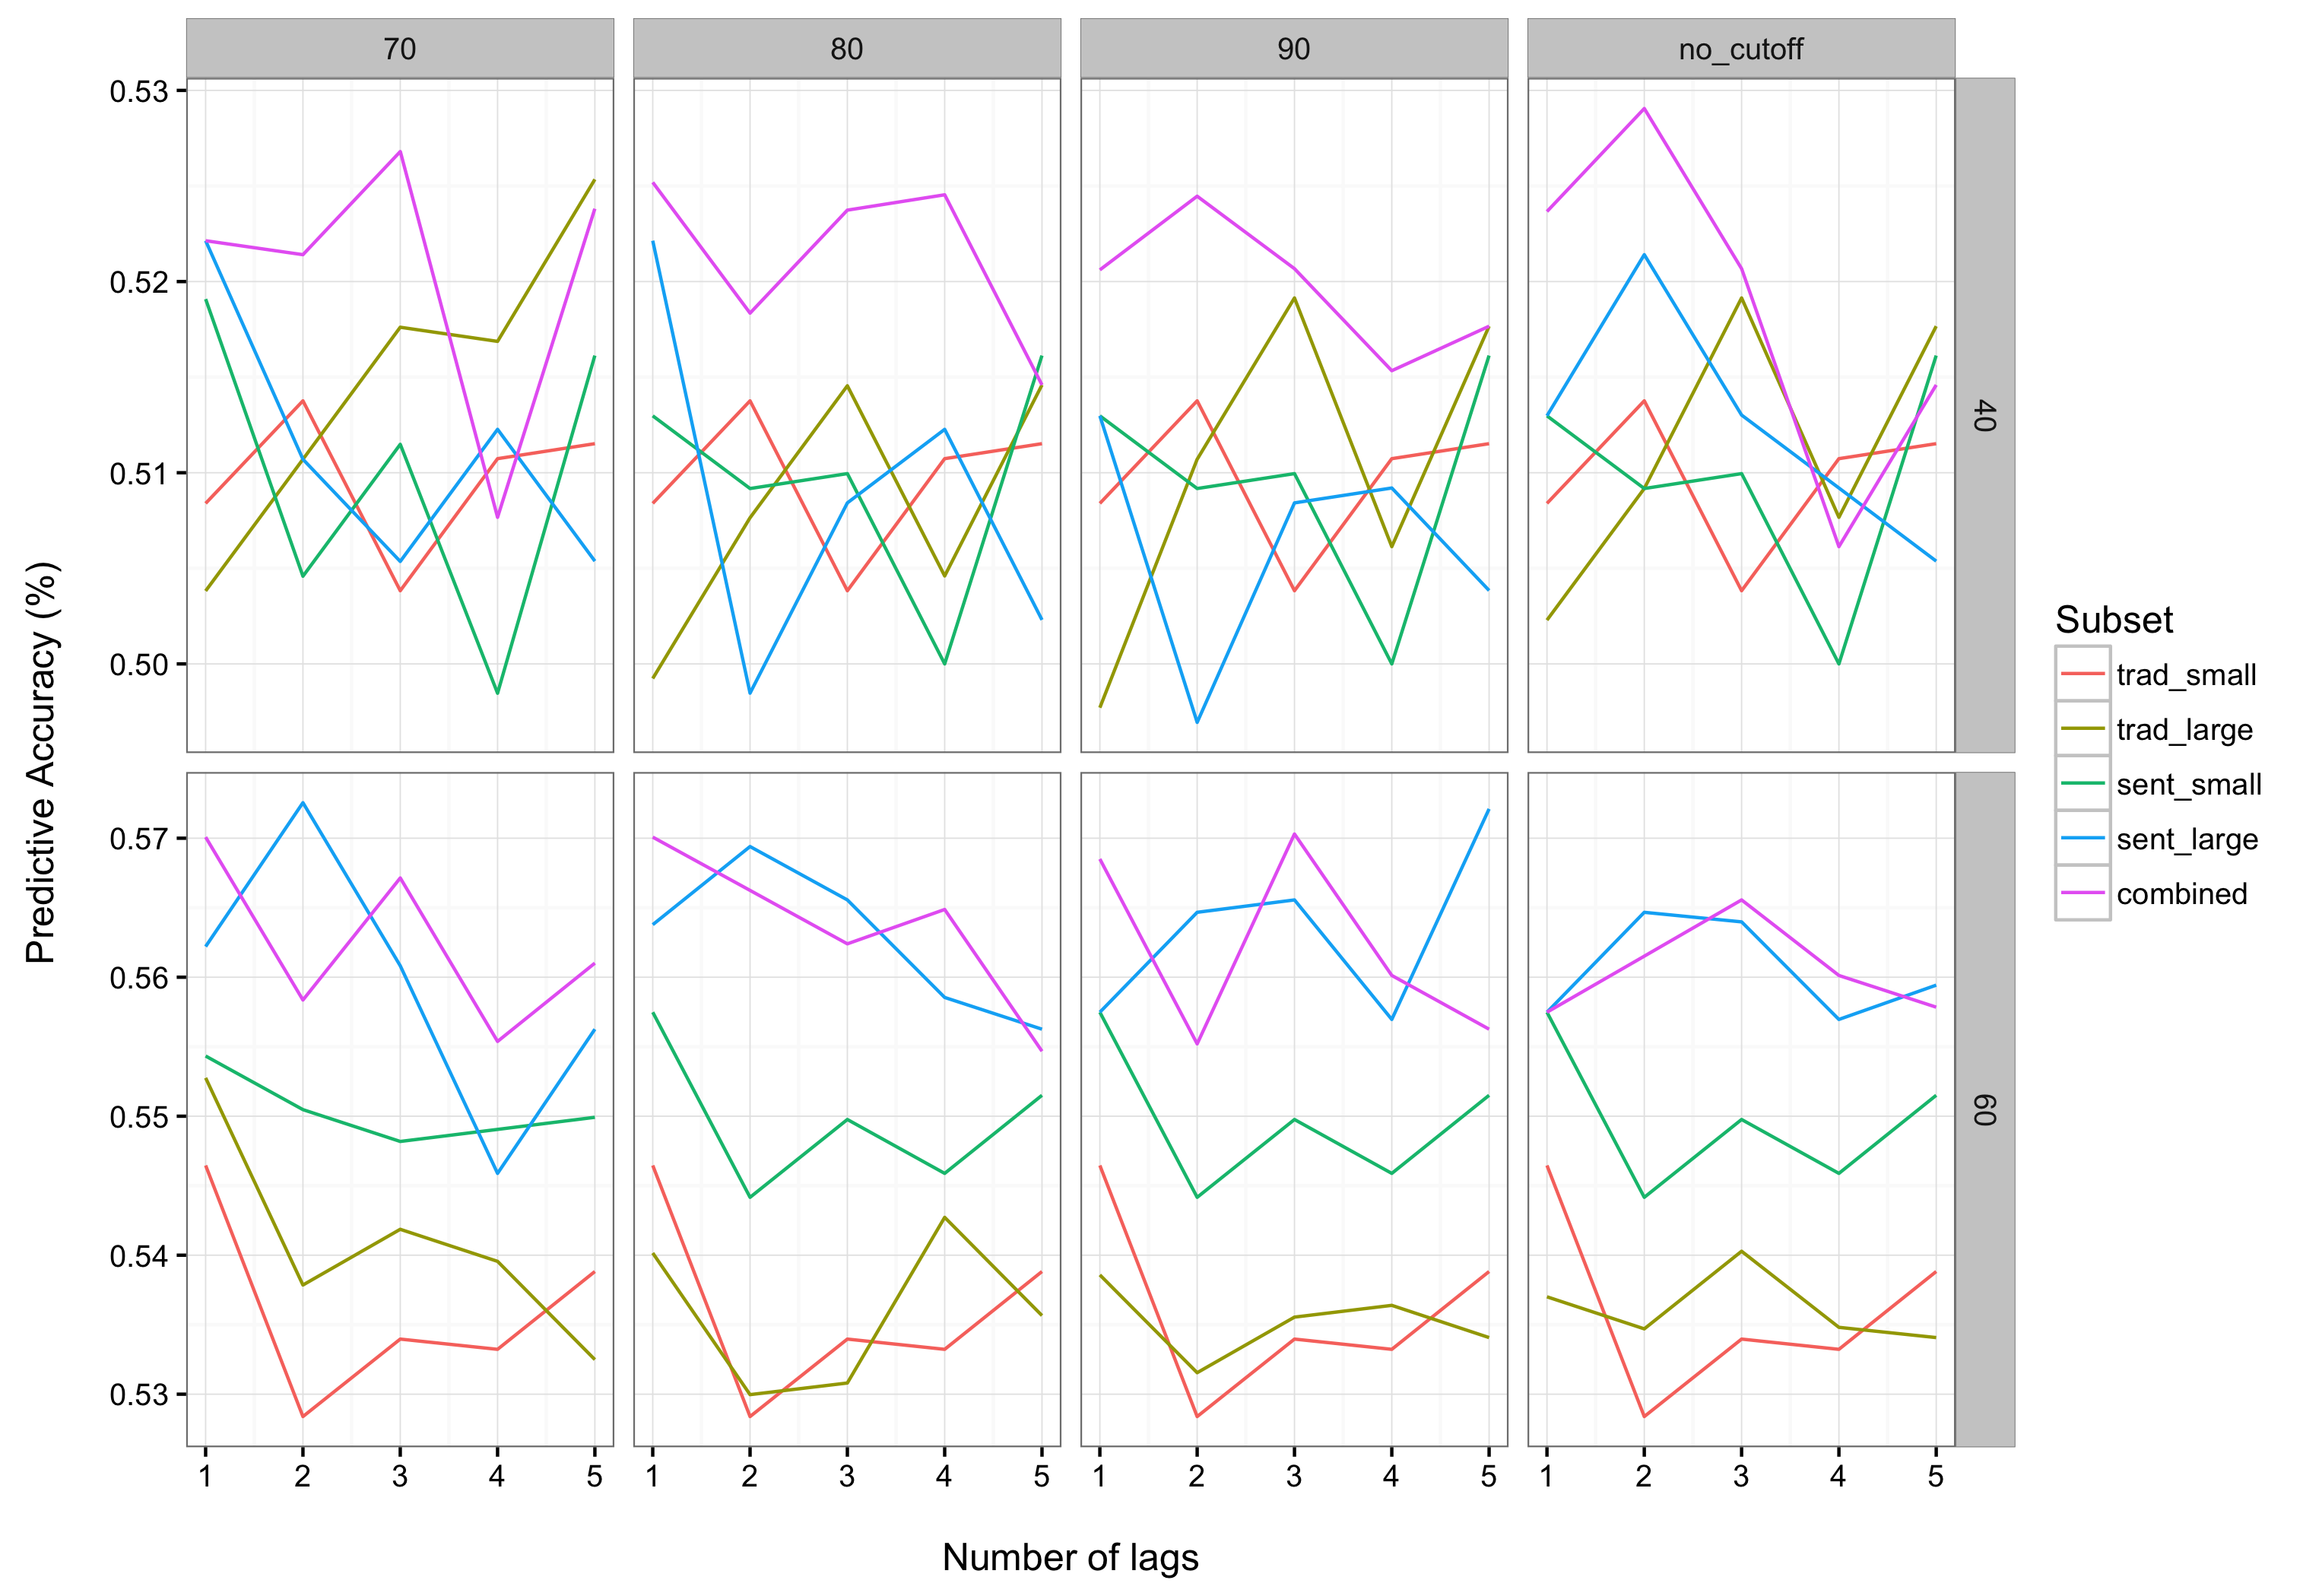 70 80 90 no_cutoff
0.53
0.52
0.51
0.50
40
0.57
0.56
0.55
0.54
0.53
60
Predictive Accuracy (%)
1 2 3 4 5 1 2 3 4 5 1 2 3 4 5 1 2 3 4 5
Number of lags
Subset
trad_small
trad_large
sent_small
sent_large
combined